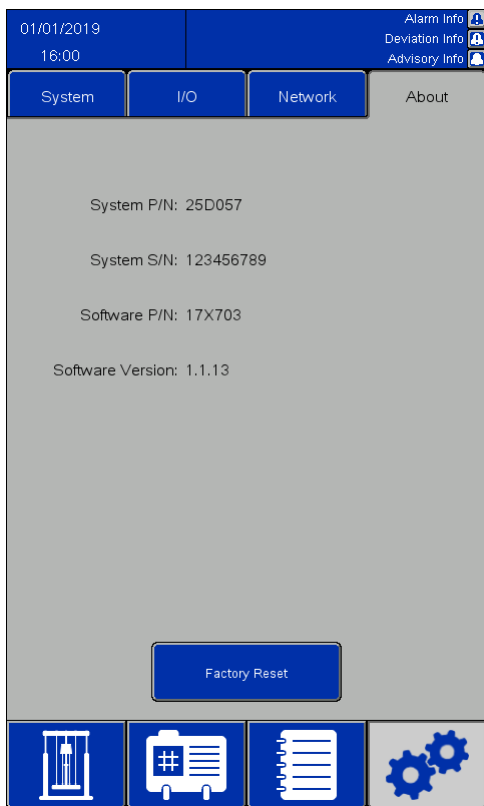 01/01/2019
16:00
Alarm Info
Deviation Info
Advisory Info
System
I/O
Network
About
System P/N: 25D057
System S/N: 123456789
Software P/N: 17X703
Software Version: 1.1.13
Factory Reset
#